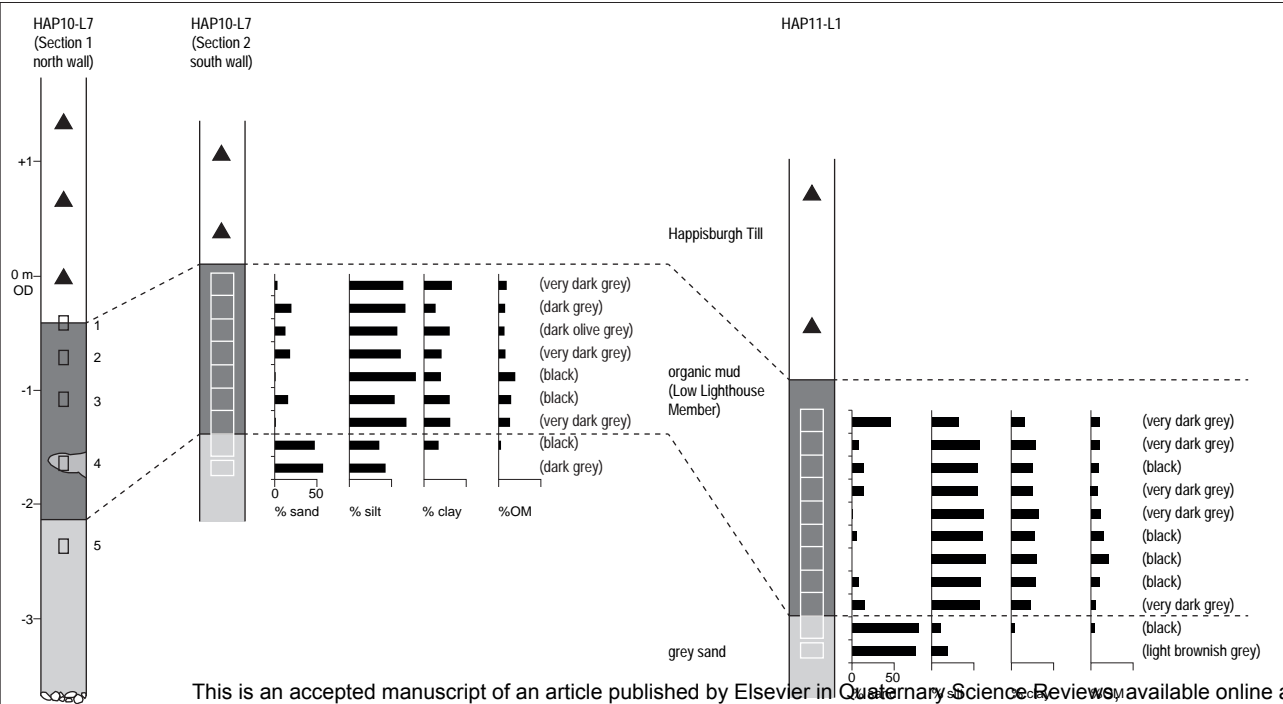 HAP10-L7
(Section 1
north wall)
HAP10-L7
(Section 2
south wall)
HAP11-L1
+1
0 m
OD
-1
-2
-3
1
2
3
4
5
(very dark grey)
(dark grey)
(dark olive grey)
(very dark grey)
(black)
(black)
(very dark grey)
(black)
(dark grey)
0 50
% sand % silt % clay %OM
Happisburgh Till
organic mud
(Low Lighthouse
Member)
grey sand
(very dark grey)
(very dark grey)
(black)
(very dark grey)
(very dark grey)
(black)
(black)
(black)
(very dark grey)
(black)
(light brownish grey)
0 50
% sand % silt % clay %OM
This is an accepted manuscript of an article published by Elsevier in Quaternary Science Reviews, available online a